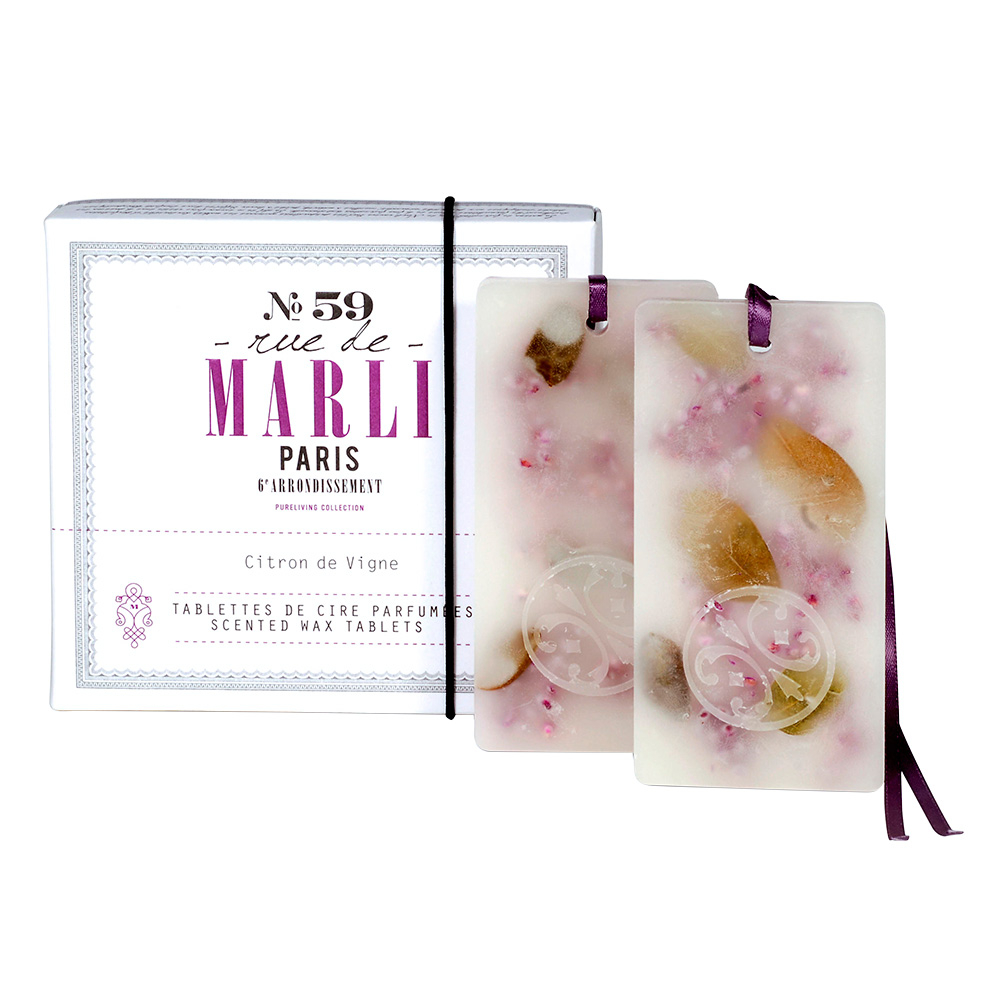 № 59
- rue de -
MARLI
PARIS
6e ARRONDISSEMENT
PURELIVING COLLECTION
Citron de Vigne
M
TABLETTES DE CIRE PARFUMÉES
SCENTED WAX TABLETS